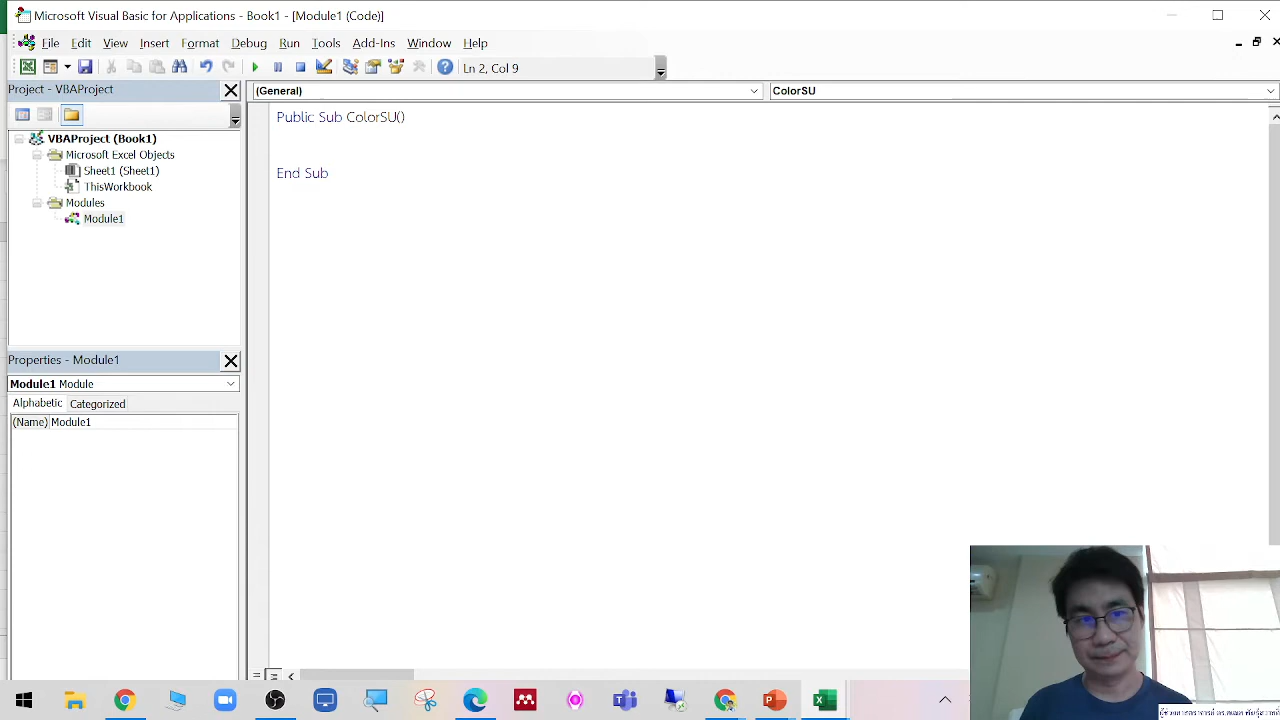 Microsoft Visual Basic for Applications - Book1 - [Module1 (Code)]
File Edit View Insert Format Debug Run Tools Add-Ins Window Help
Ln 2, Col 9
Project - VBAProject
(General)
ColorSU
VBAProject (Book1)
Microsoft Excel Objects
Sheet1 (Sheet1)
ThisWorkbook
Modules
Module1
Public Sub ColorSU()
End Sub
Properties - Module1
Module1 Module
Alphabetic Categorized
(Name) Module1